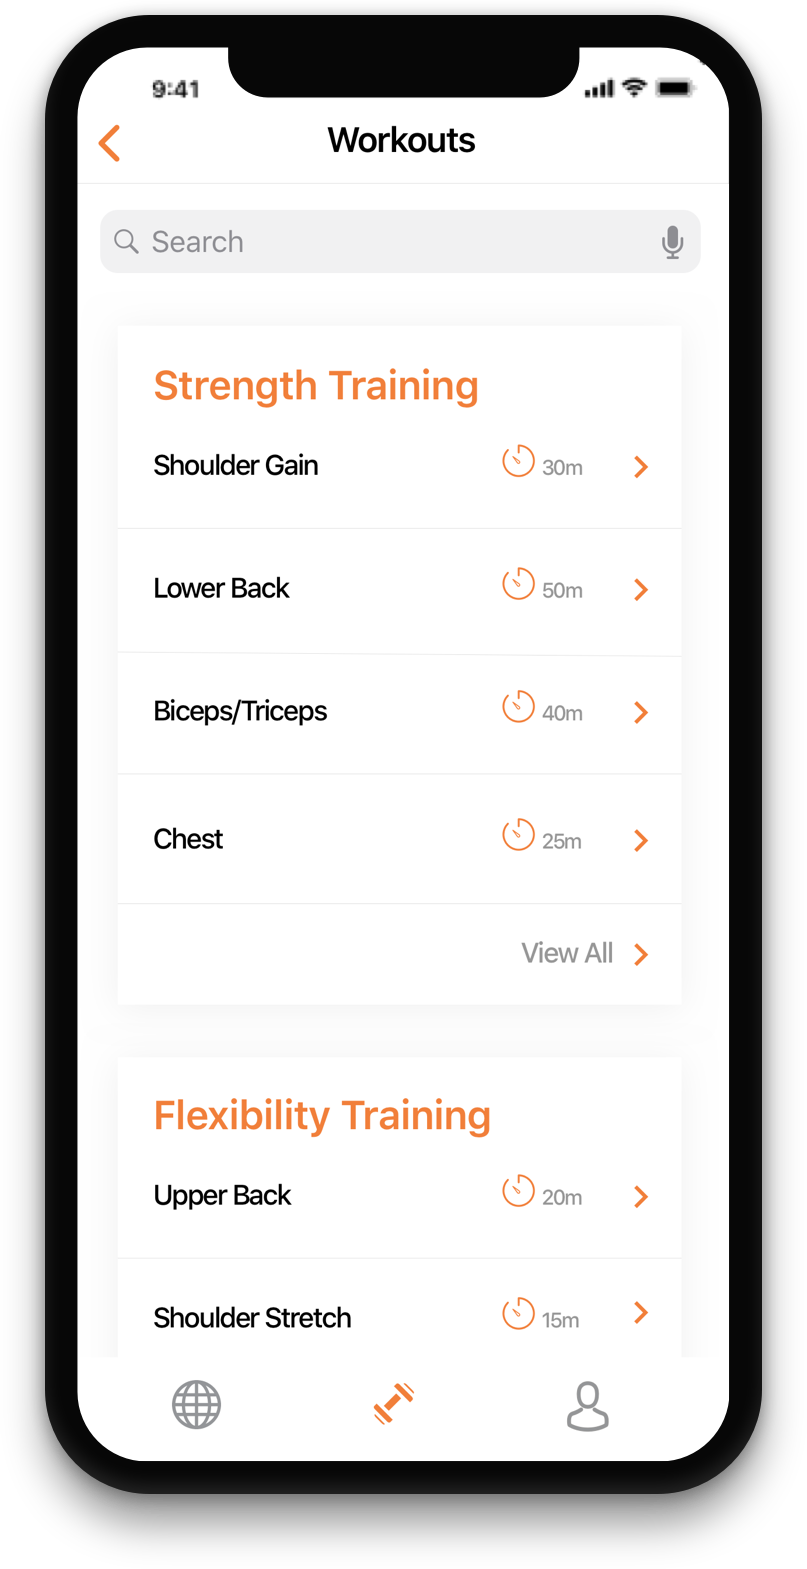 9:41
Workouts
Search
Strength Training
Shoulder Gain 30m
Lower Back 50m
Biceps/Triceps 40m
Chest 25m
View All
Flexibility Training
Upper Back 20m
Shoulder Stretch 15m